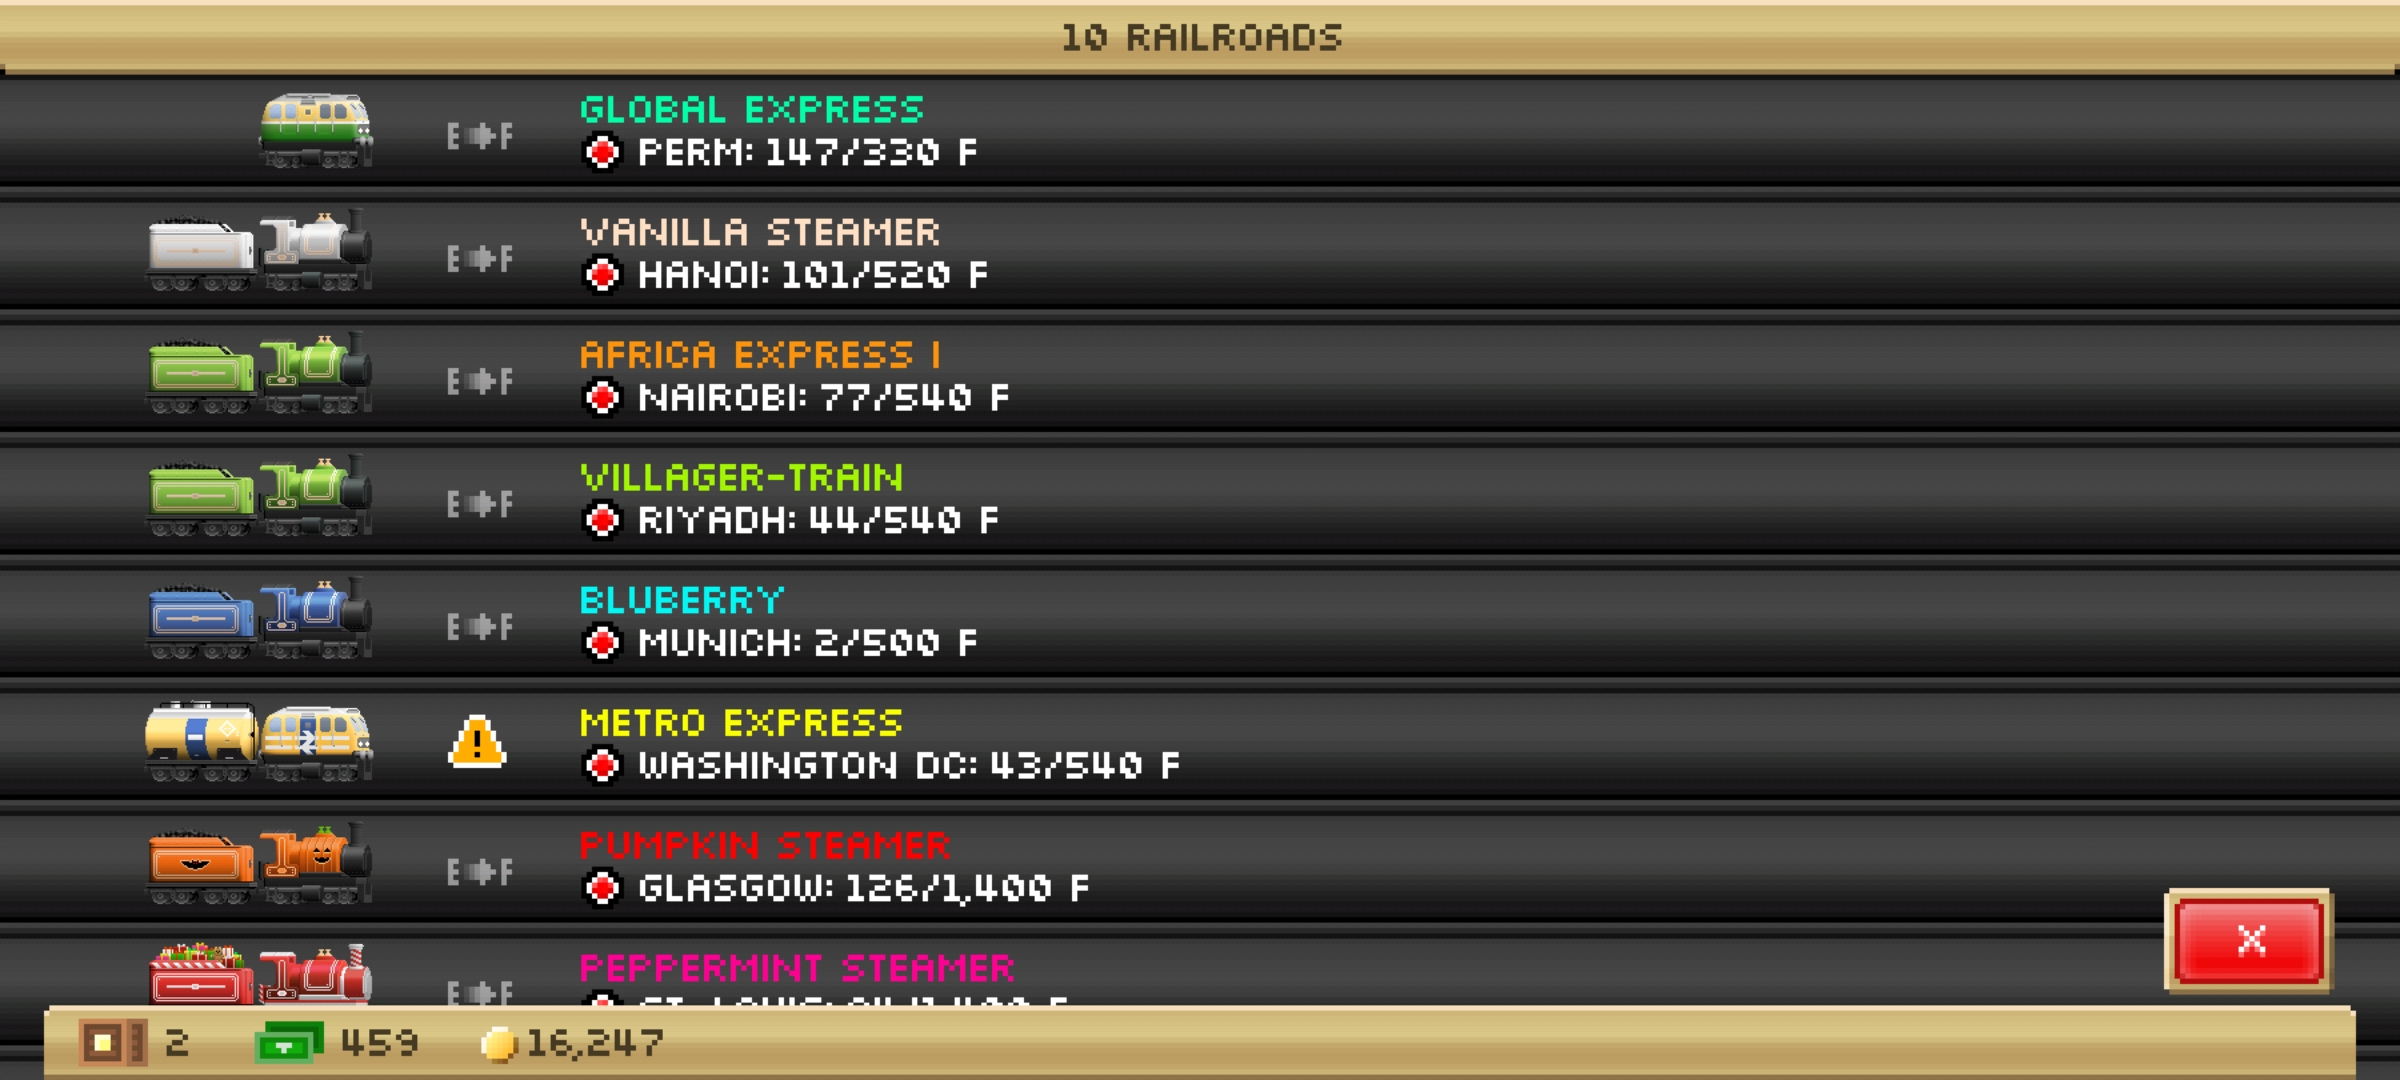 10 RAILROADS
GLOBAL EXPRESS
E F
PERM: 147/330 F
VANILLA STEAMER
E F
HANOI: 101/520 F
AFRICA EXPRESS I
E F
NAIROBI: 77/540 F
VILLAGER-TRAIN
E F
RIYADH: 44/540 F
BLUBERRY
E F
MUNICH: 2/500 F
METRO EXPRESS
!
WASHINGTON DC: 43/540 F
PUMPKIN STEAMER
E F
GLASGOW: 126/1,400 F
PEPPERMINT STEAMER
E F
X
2 459 16,247